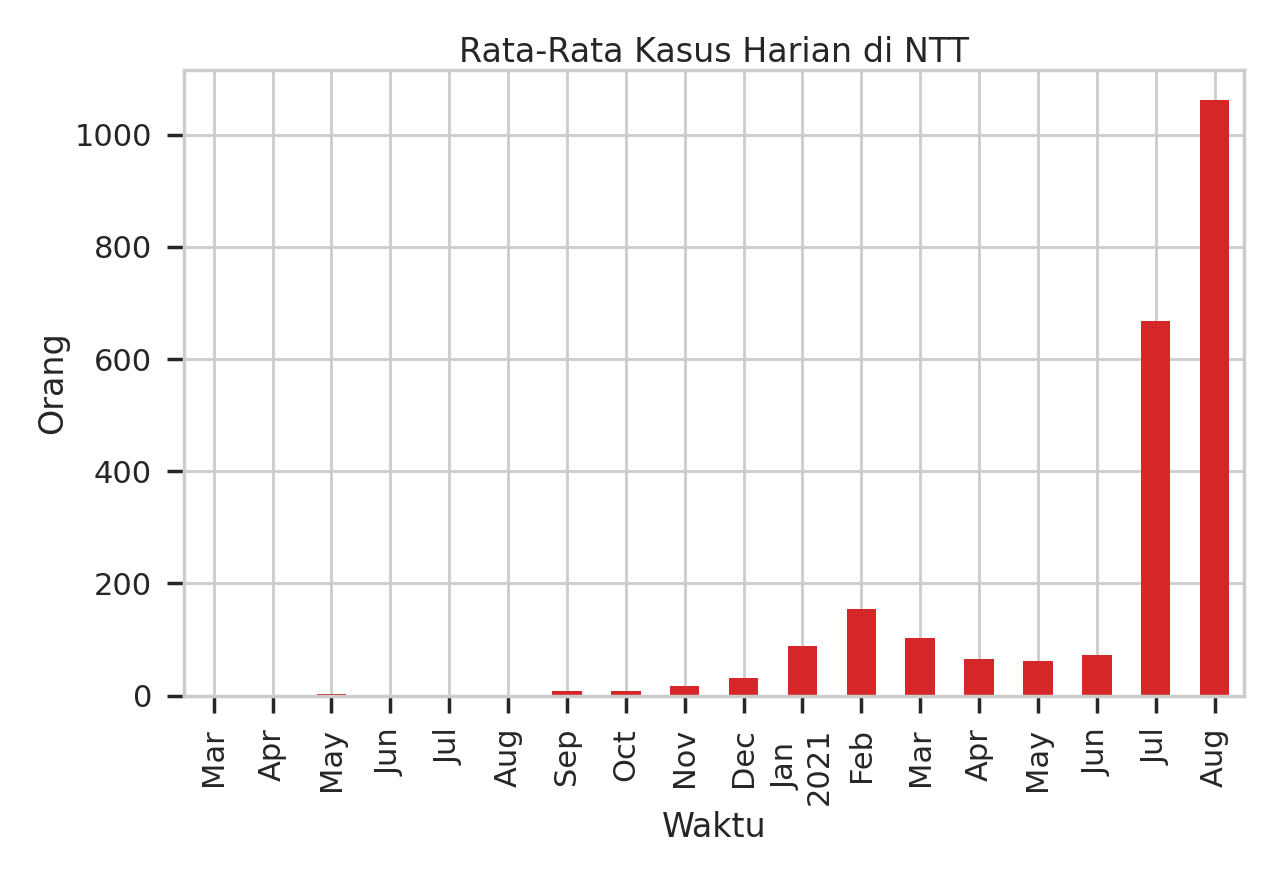 Rata-Rata Kasus Harian di NTT
Orang
1000
800
600
400
200
0
Mar
Apr
May
Jun
Jul
Aug
Sep
Oct
Nov
Dec
Jan
2021
Feb
Mar
Apr
May
Jun
Jul
Aug
Waktu